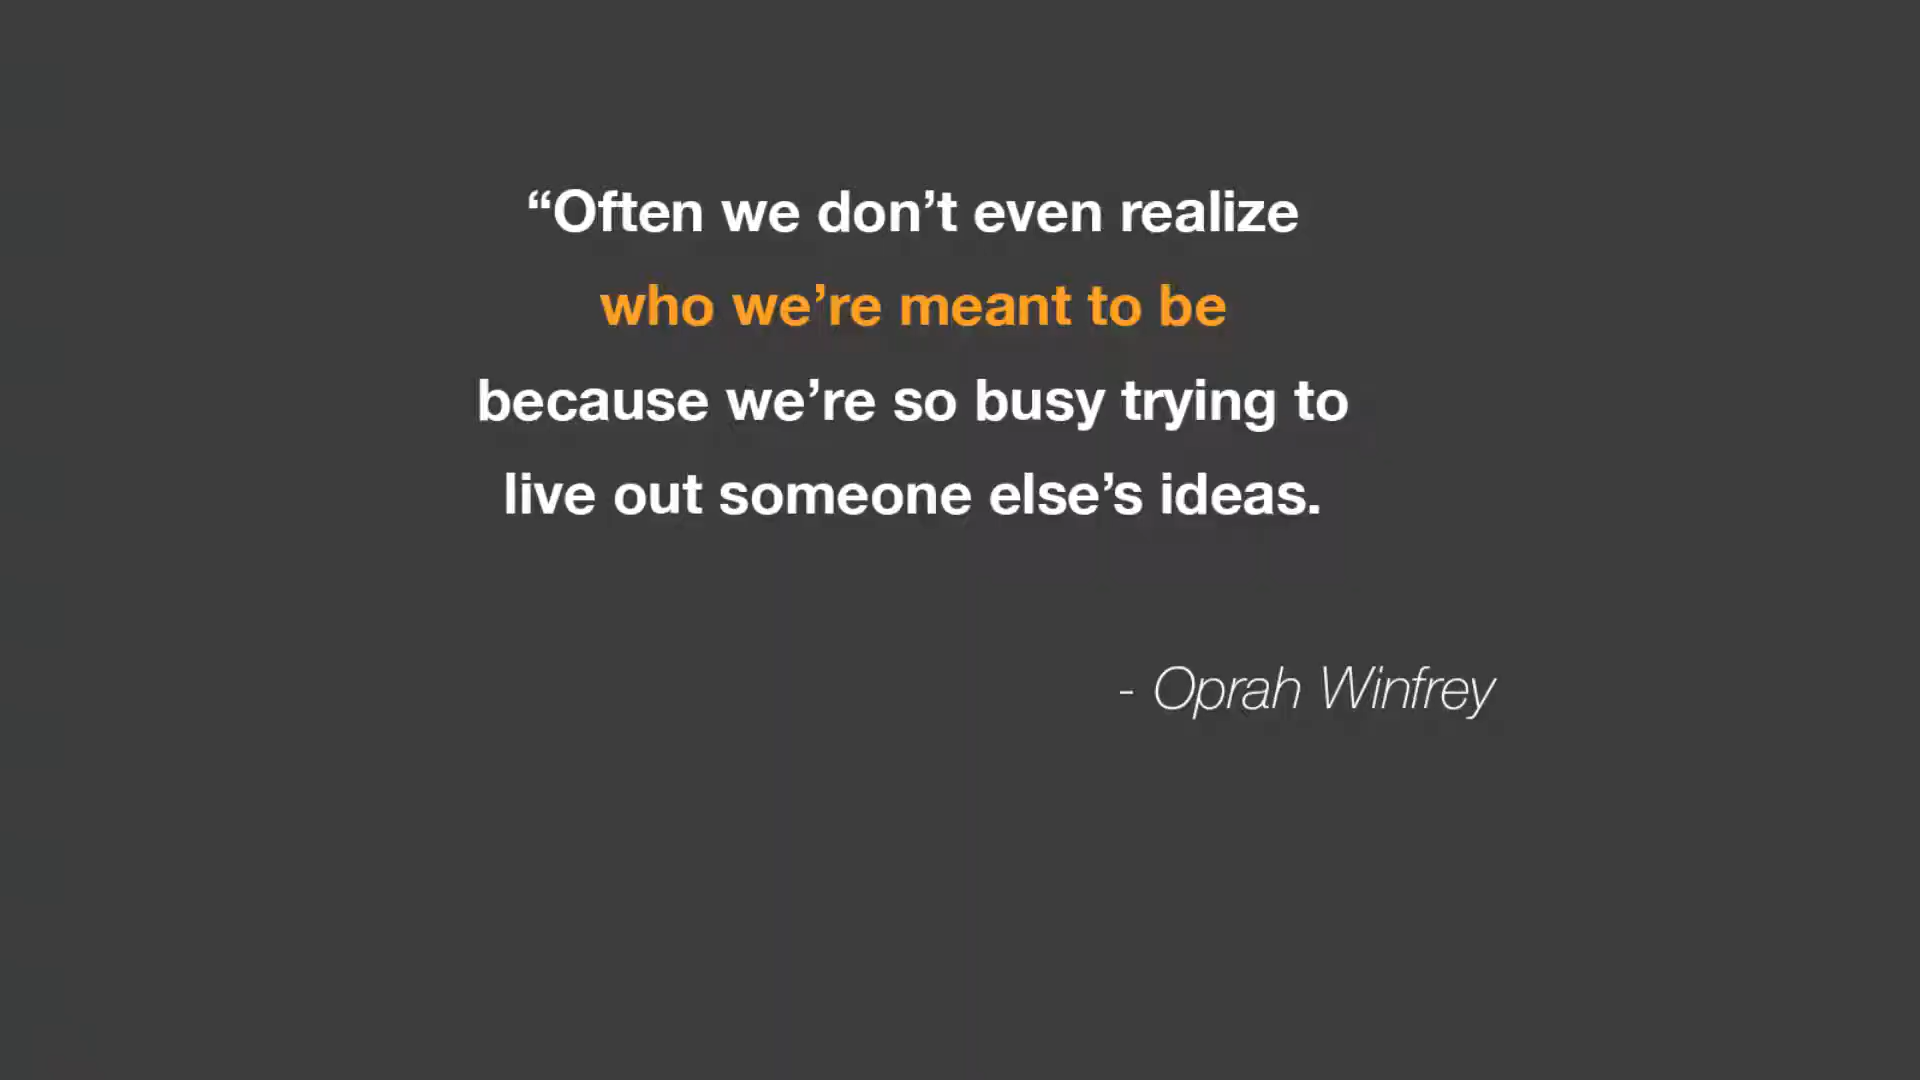 “Often we don’t even realize
who we’re meant to be
because we’re so busy trying to
live out someone else’s ideas.
- Oprah Winfrey